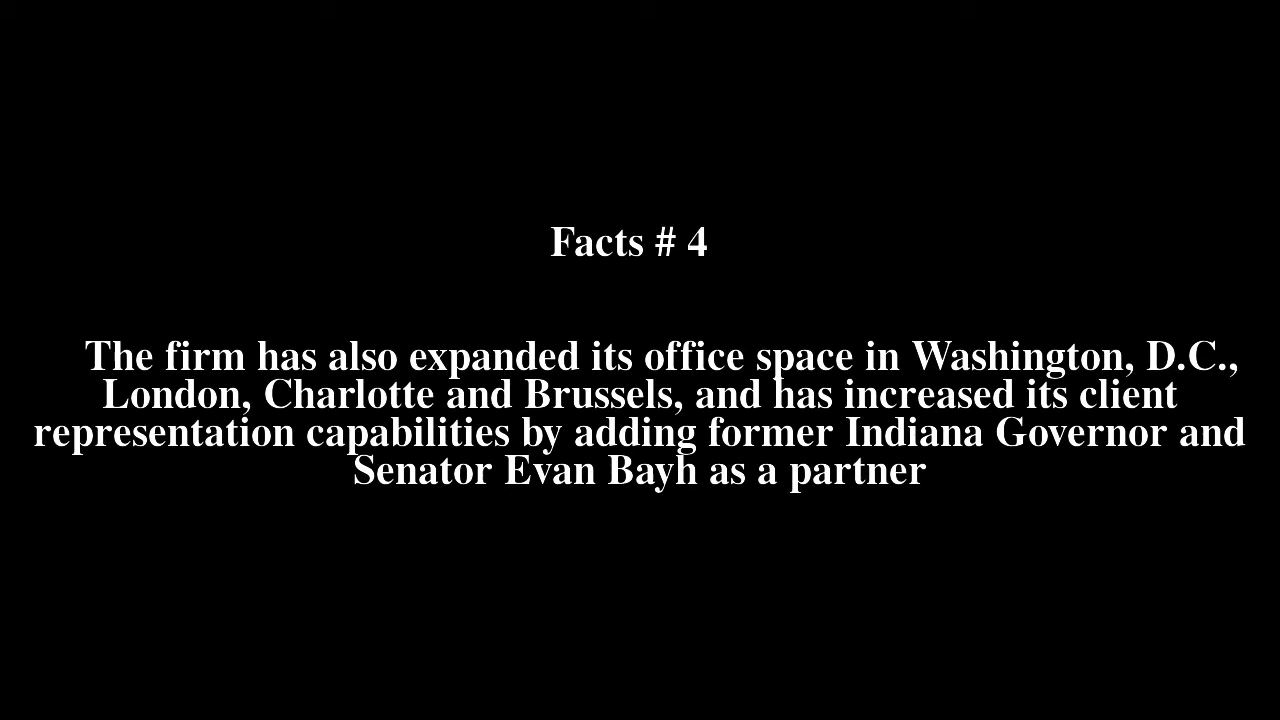 Facts # 4
The firm has also expanded its office space in Washington, D.C.,
London, Charlotte and Brussels, and has increased its client
representation capabilities by adding former Indiana Governor and
Senator Evan Bayh as a partner